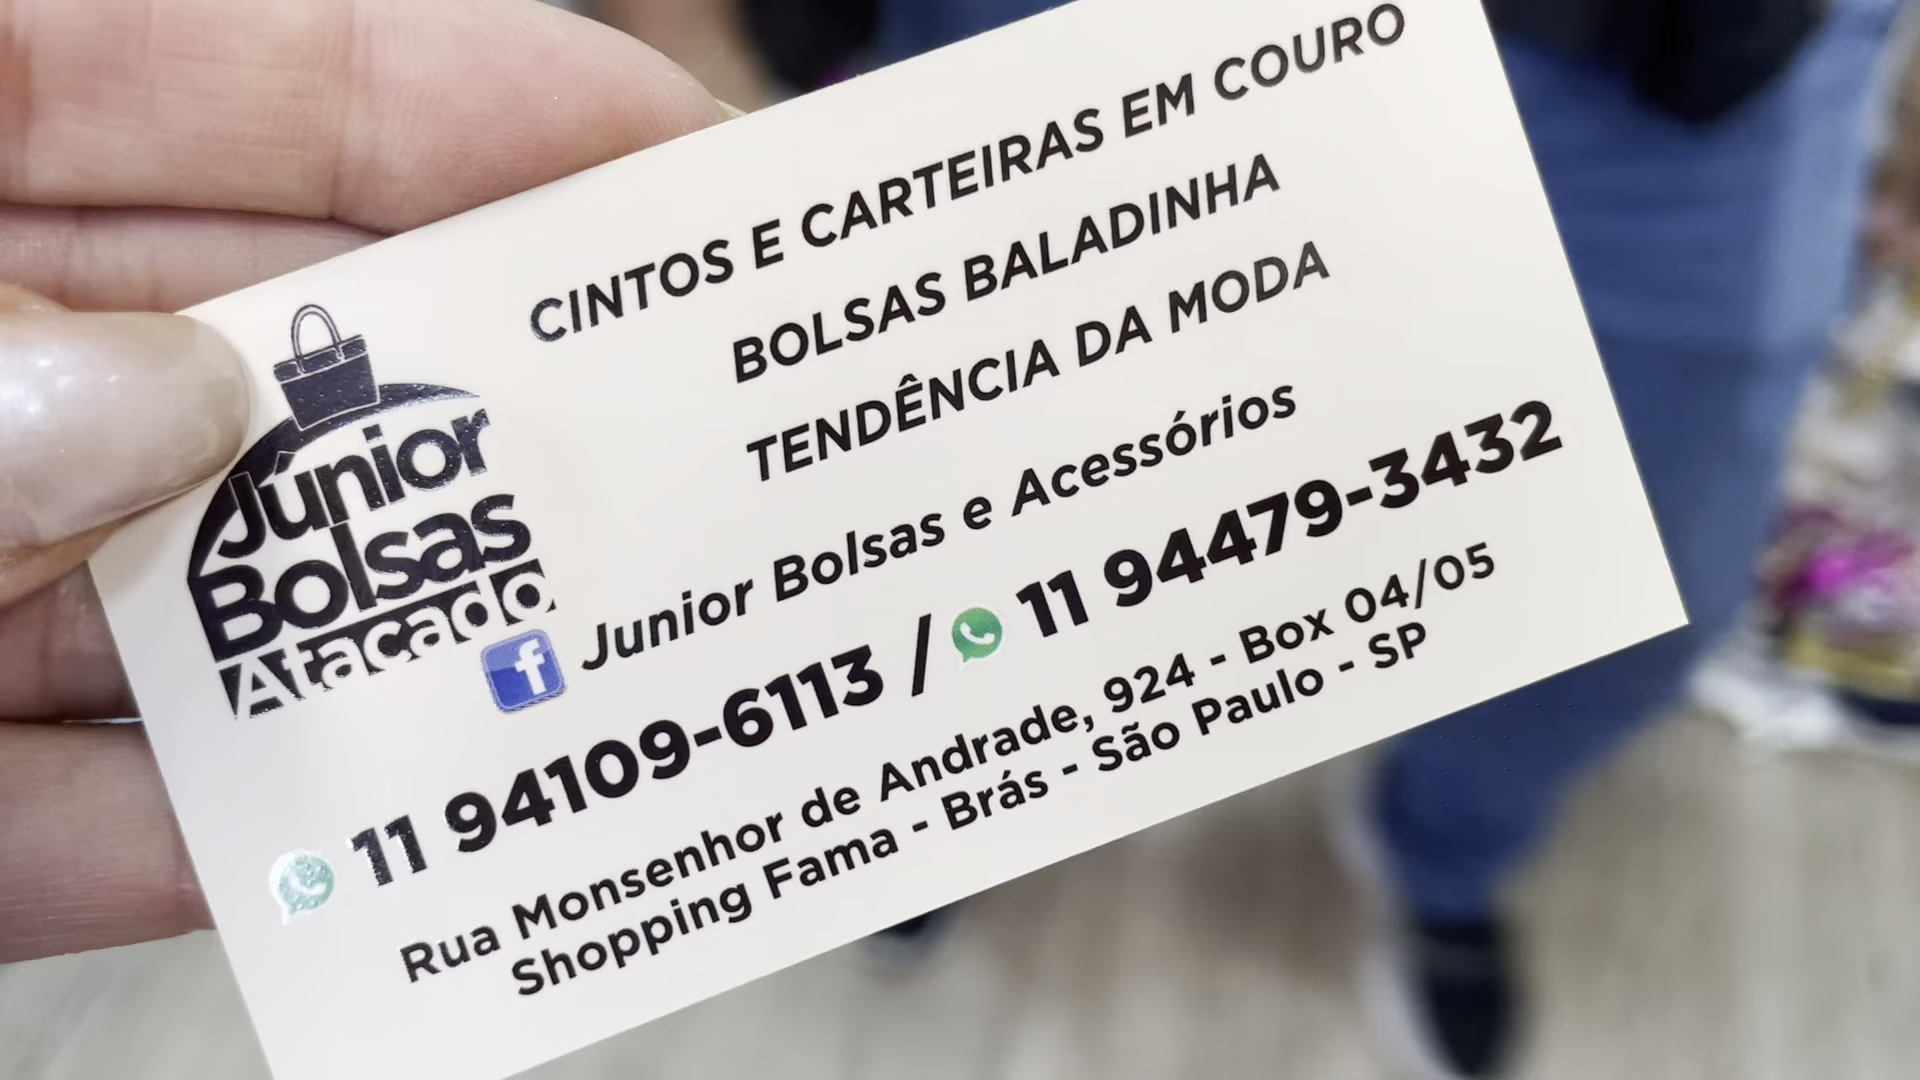 CINTOS E CARTEIRAS EM COURO
BOLSAS BALADINHA
TENDÊNCIA DA MODA
Júnior
Bolsas
Atacado
f Junior Bolsas e Acessórios
11 94109-6113 / 11 94479-3432
Rua Monsenhor de Andrade, 924 - Box 04/05
Shopping Fama - Brás - São Paulo - SP